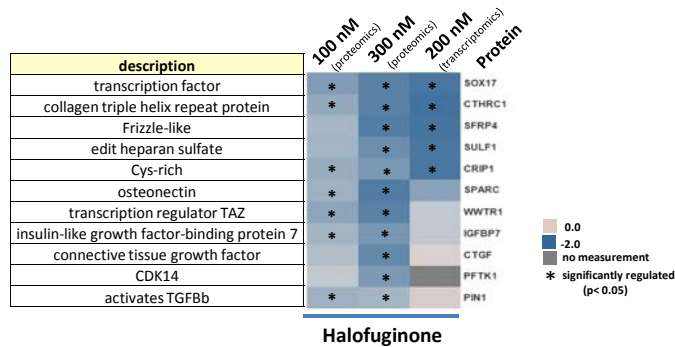 100 nM (proteomics) 300 nM (proteomics) 200 nM (transcriptomics) Protein
description
transcription factor * * * SOX17
collagen triple helix repeat protein * * * CTHRC1
Frizzle-like * * SFRP4
edit heparan sulfate * * SULF1
Cys-rich * * * CRIP1
osteonectin * * SPARC
transcription regulator TAZ * * WWTR1
insulin-like growth factor-binding protein 7 * * IGFBP7
connective tissue growth factor * CTGF
CDK14 * PFTK1
activates TGFBb * * PIN1
Halofuginone
0.0
-2.0
no measurement
* significantly regulated
(p< 0.05)